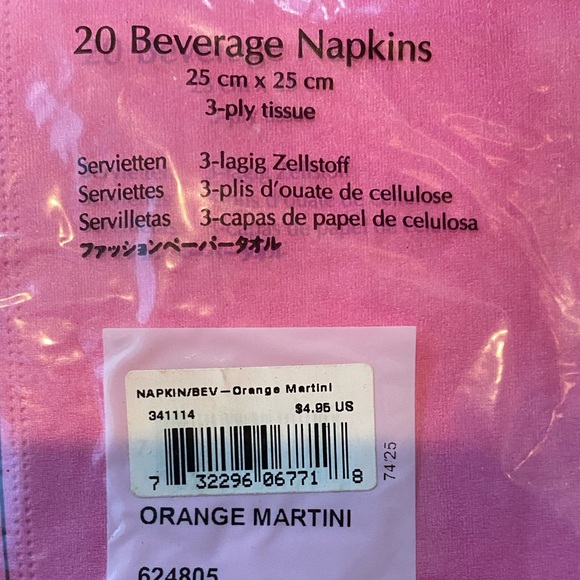 20 Beverage Napkins
25 cm x 25 cm
3-ply tissue
Servietten 3-lagig Zellstoff
Serviettes 3-plis d'ouate de cellulose
Servilletas 3-capas de papel de celulosa
ファッションペーパータオル
NAPKIN/BEV—Orange Martini
341114 $4.95 US
7 32296 06771 8
74/25
ORANGE MARTINI
624805